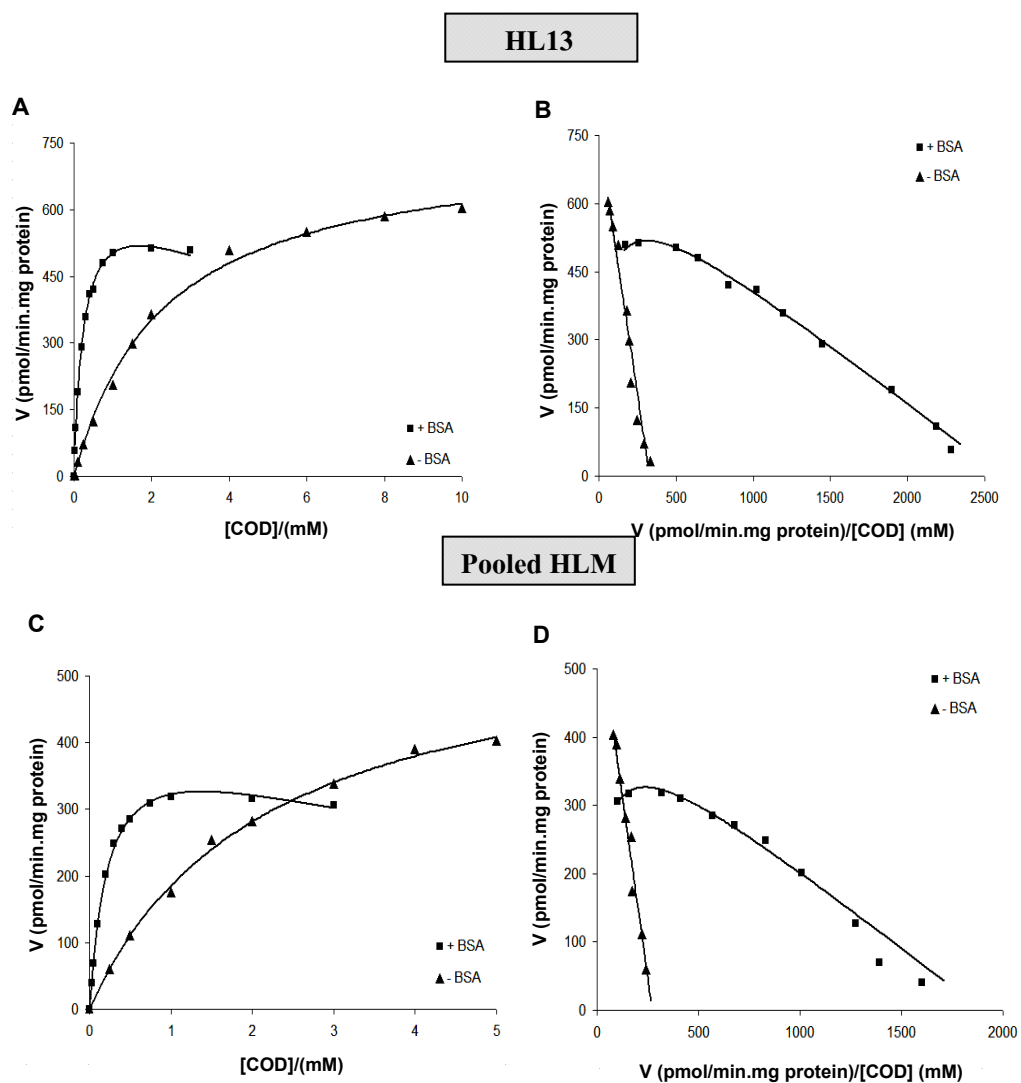 HL13
A
V (pmol/min.mg protein)
750
600
450
300
150
0
0 2 4 6 8 10
[COD]/(mM)
+ BSA
- BSA
B
V (pmol/min.mg protein)
750
600
450
300
150
0
0 500 1000 1500 2000 2500
V (pmol/min.mg protein)/[COD] (mM)
+ BSA
- BSA
Pooled HLM
C
V (pmol/min.mg protein)
500
400
300
200
100
0
0 1 2 3 4 5
[COD]/(mM)
+ BSA
- BSA
D
V (pmol/min.mg protein)
500
400
300
200
100
0
0 500 1000 1500 2000
V (pmol/min.mg protein)/[COD] (mM)
+ BSA
- BSA